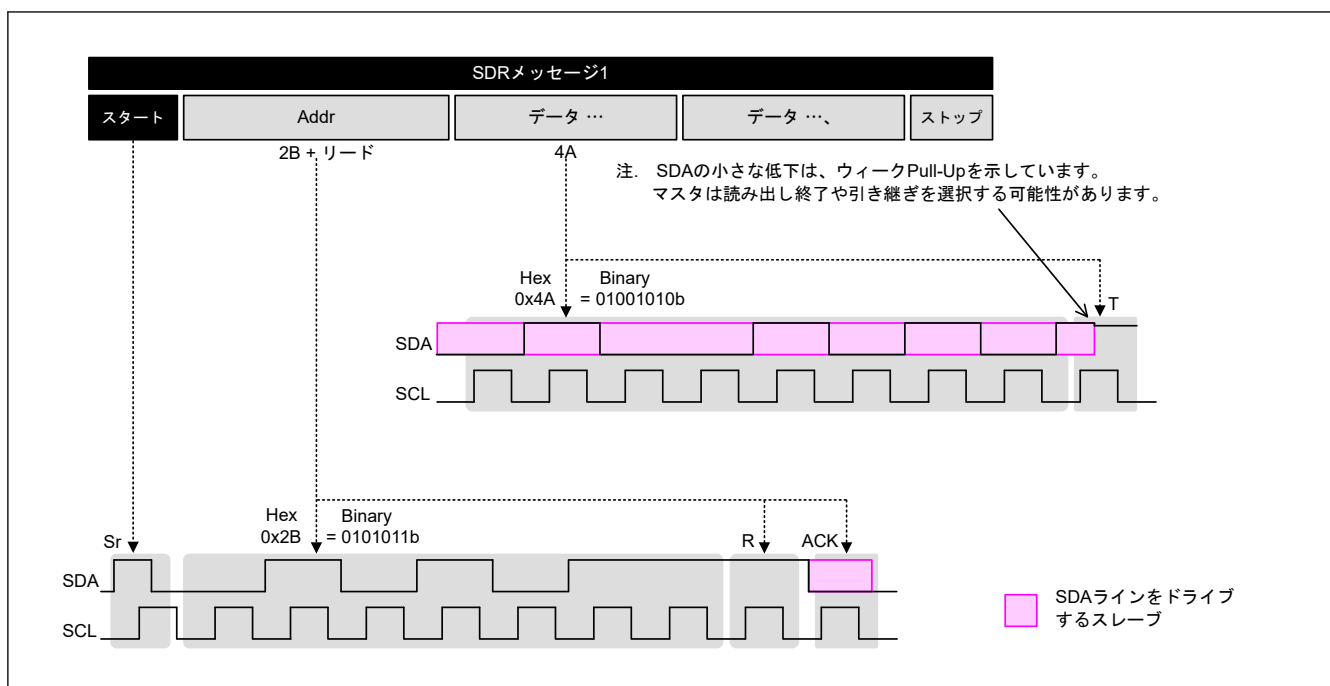 SDRメッセージ1
スタート
Addr
データ …
データ …、
ストップ
2B + リード
4A
注. SDAの小さな低下は、ウィークPull-Upを示しています。
マスタは読み出し終了や引き継ぎを選択する可能性があります。
Hex
0x4A
Binary
= 01001010b
T
SDA
SCL
Hex
0x2B
Binary
= 0101011b
Sr
R
ACK
SDA
SCL
SDAラインをドライブ
するスレーブ